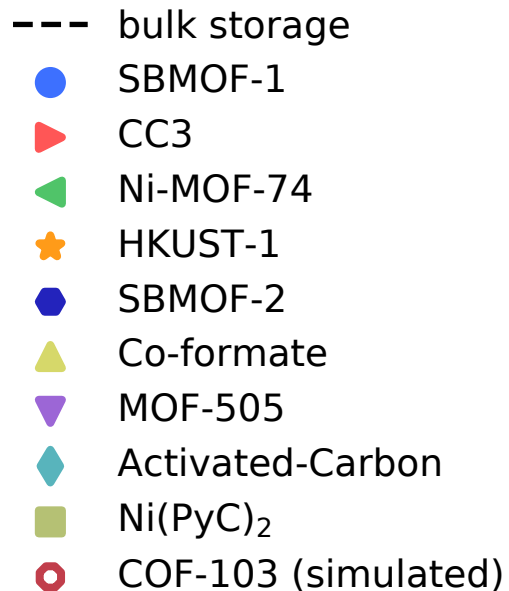 bulk storage
SBMOF-1
CC3
Ni-MOF-74
HKUST-1
SBMOF-2
Co-formate
MOF-505
Activated-Carbon
Ni(PyC)₂
COF-103 (simulated)